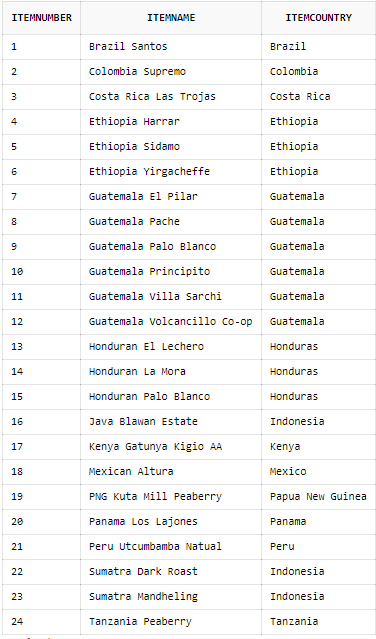 ITEMNUMBER ITEMNAME ITEMCOUNTRY
1 Brazil Santos Brazil
2 Colombia Supremo Colombia
3 Costa Rica Las Trojas Costa Rica
4 Ethiopia Harrar Ethiopia
5 Ethiopia Sidamo Ethiopia
6 Ethiopia Yirgacheffe Ethiopia
7 Guatemala El Pilar Guatemala
8 Guatemala Pache Guatemala
9 Guatemala Palo Blanco Guatemala
10 Guatemala Principito Guatemala
11 Guatemala Villa Sarchi Guatemala
12 Guatemala Volcancillo Co-op Guatemala
13 Honduran El Lechero Honduras
14 Honduran La Mora Honduras
15 Honduran Palo Blanco Honduras
16 Java Blawan Estate Indonesia
17 Kenya Gatunya Kigio AA Kenya
18 Mexican Altura Mexico
19 PNG Kuta Mill Peaberry Papua New Guinea
20 Panama Los Lajones Panama
21 Peru Utcumbamba Natual Peru
22 Sumatra Dark Roast Indonesia
23 Sumatra Mandheling Indonesia
24 Tanzania Peaberry Tanzania